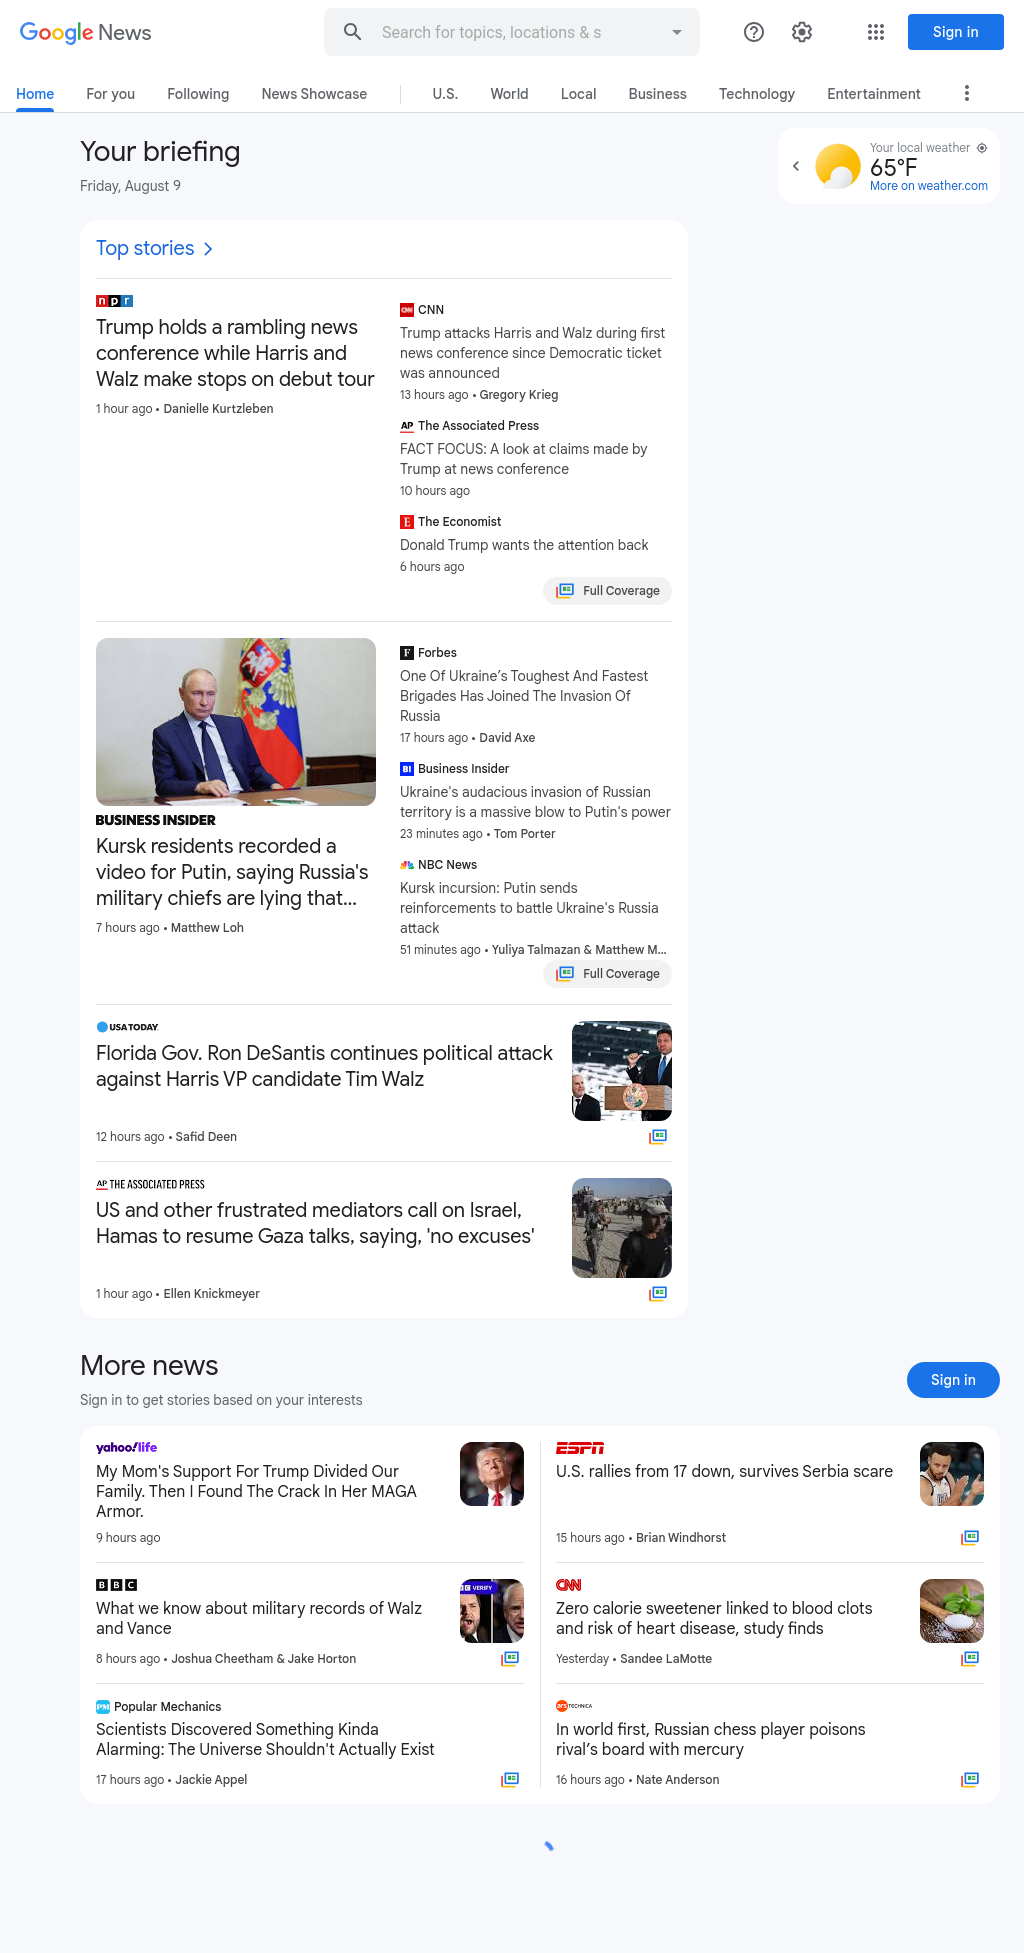 Google News
Search for topics, locations & s
Sign in
Home
For you
Following
News Showcase
U.S.
World
Local
Business
Technology
Entertainment
Your briefing
Friday, August 9
Your local weather
65°F
More on weather.com
Top stories
npr
Trump holds a rambling news
conference while Harris and
Walz make stops on debut tour
1 hour ago • Danielle Kurtzleben
CNN
Trump attacks Harris and Walz during first
news conference since Democratic ticket
was announced
13 hours ago • Gregory Krieg
AP The Associated Press
FACT FOCUS: A look at claims made by
Trump at news conference
10 hours ago
E The Economist
Donald Trump wants the attention back
6 hours ago
Full Coverage
BUSINESS INSIDER
Kursk residents recorded a
video for Putin, saying Russia's
military chiefs are lying that...
7 hours ago • Matthew Loh
F Forbes
One Of Ukraine’s Toughest And Fastest
Brigades Has Joined The Invasion Of
Russia
17 hours ago • David Axe
BI Business Insider
Ukraine's audacious invasion of Russian
territory is a massive blow to Putin's power
23 minutes ago • Tom Porter
NBC News
Kursk incursion: Putin sends
reinforcements to battle Ukraine's Russia
attack
51 minutes ago • Yuliya Talmazan & Matthew M...
Full Coverage
USA TODAY
Florida Gov. Ron DeSantis continues political attack
against Harris VP candidate Tim Walz
12 hours ago • Safid Deen
AP THE ASSOCIATED PRESS
US and other frustrated mediators call on Israel,
Hamas to resume Gaza talks, saying, 'no excuses'
1 hour ago • Ellen Knickmeyer
More news
Sign in to get stories based on your interests
Sign in
yahoo!life
My Mom's Support For Trump Divided Our
Family. Then I Found The Crack In Her MAGA
Armor.
9 hours ago
ESPN
U.S. rallies from 17 down, survives Serbia scare
15 hours ago • Brian Windhorst
BBC
What we know about military records of Walz
and Vance
VERIFY
8 hours ago • Joshua Cheetham & Jake Horton
CNN
Zero calorie sweetener linked to blood clots
and risk of heart disease, study finds
Yesterday • Sandee LaMotte
PM Popular Mechanics
Scientists Discovered Something Kinda
Alarming: The Universe Shouldn't Actually Exist
17 hours ago • Jackie Appel
ars TECHNICA
In world first, Russian chess player poisons
rival’s board with mercury
16 hours ago • Nate Anderson